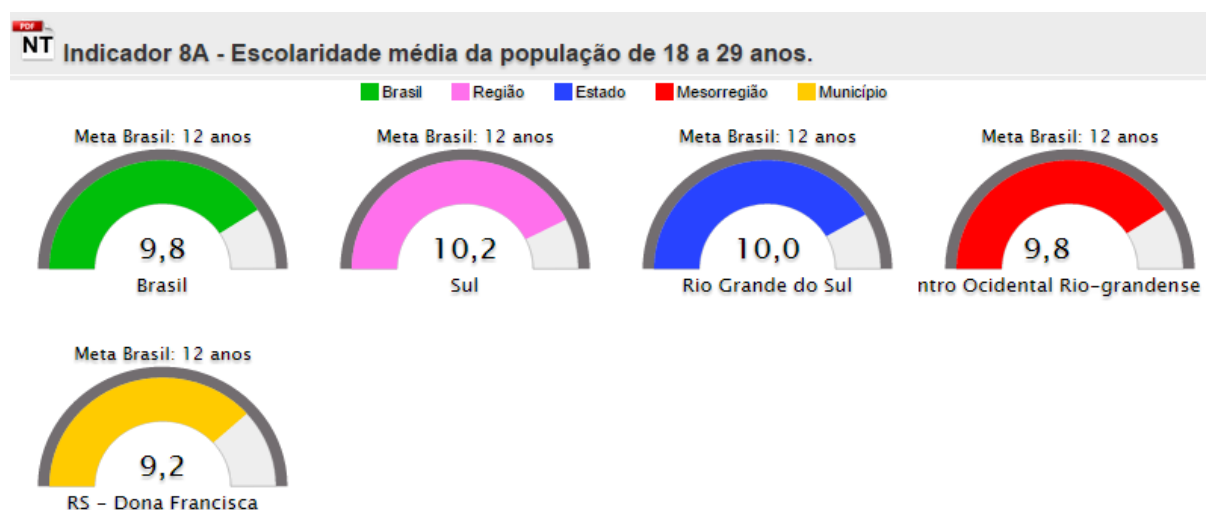 PDF
NT Indicador 8A - Escolaridade média da população de 18 a 29 anos.
Brasil Região Estado Mesorregião Município
Meta Brasil: 12 anos Meta Brasil: 12 anos Meta Brasil: 12 anos Meta Brasil: 12 anos
9,8 10,2 10,0 9,8
Brasil Sul Rio Grande do Sul ntro Ocidental Rio-grandense
Meta Brasil: 12 anos
9,2
RS - Dona Francisca